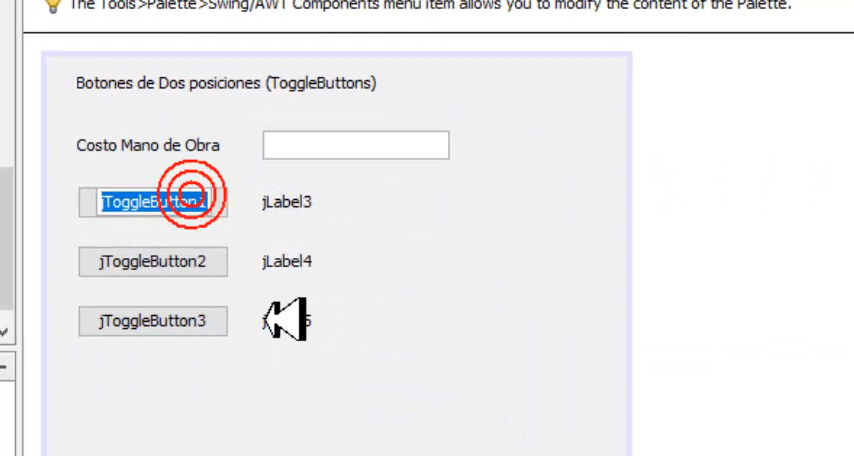 The Tools>Palette>Swing/AWT Components menu item allows you to modify the content of the Palette.
Botones de Dos posiciones (ToggleButtons)
Costo Mano de Obra
jToggleButton1 jLabel3
jToggleButton2 jLabel4
jToggleButton3